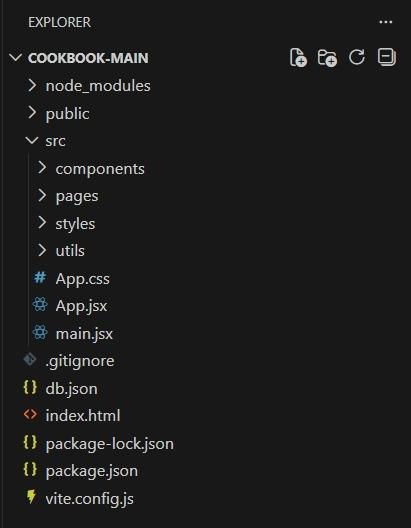 EXPLORER
COOKBOOK-MAIN
node_modules
public
src
components
pages
styles
utils
# App.css
App.jsx
main.jsx
.gitignore
{} db.json
<> index.html
{} package-lock.json
{} package.json
vite.config.js